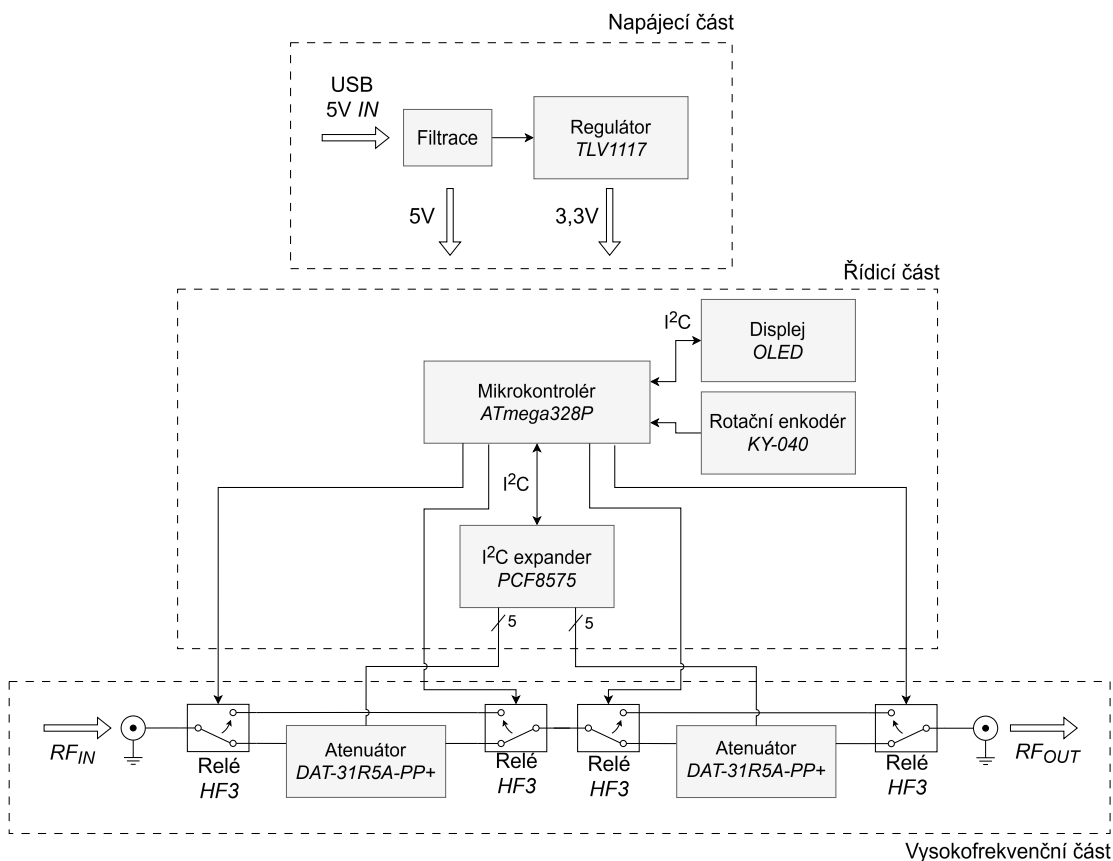 Napájecí část
USB
5V IN
Filtrace
Regulátor
TLV1117
5V
3,3V
Řídicí část
I²C
Displej
OLED
Mikrokontrolér
ATmega328P
Rotační enkodér
KY-040
I²C
I²C expander
PCF8575
5
5
RF_IN
Relé
HF3
Atenuátor
DAT-31R5A-PP+
Relé
HF3
Relé
HF3
Atenuátor
DAT-31R5A-PP+
Relé
HF3
RF_OUT
Vysokofrekvenční část